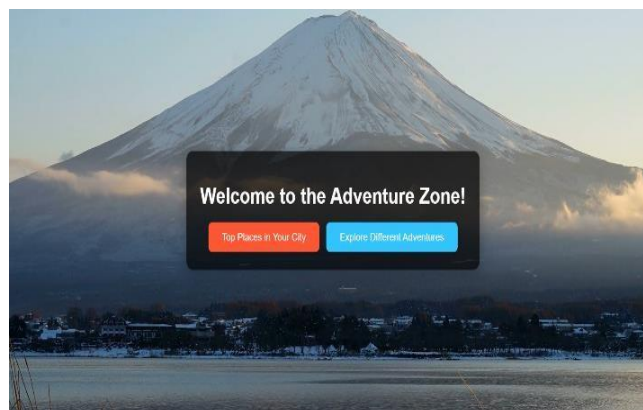 Welcome to the Adventure Zone!
Top Places in Your City
Explore Different Adventures